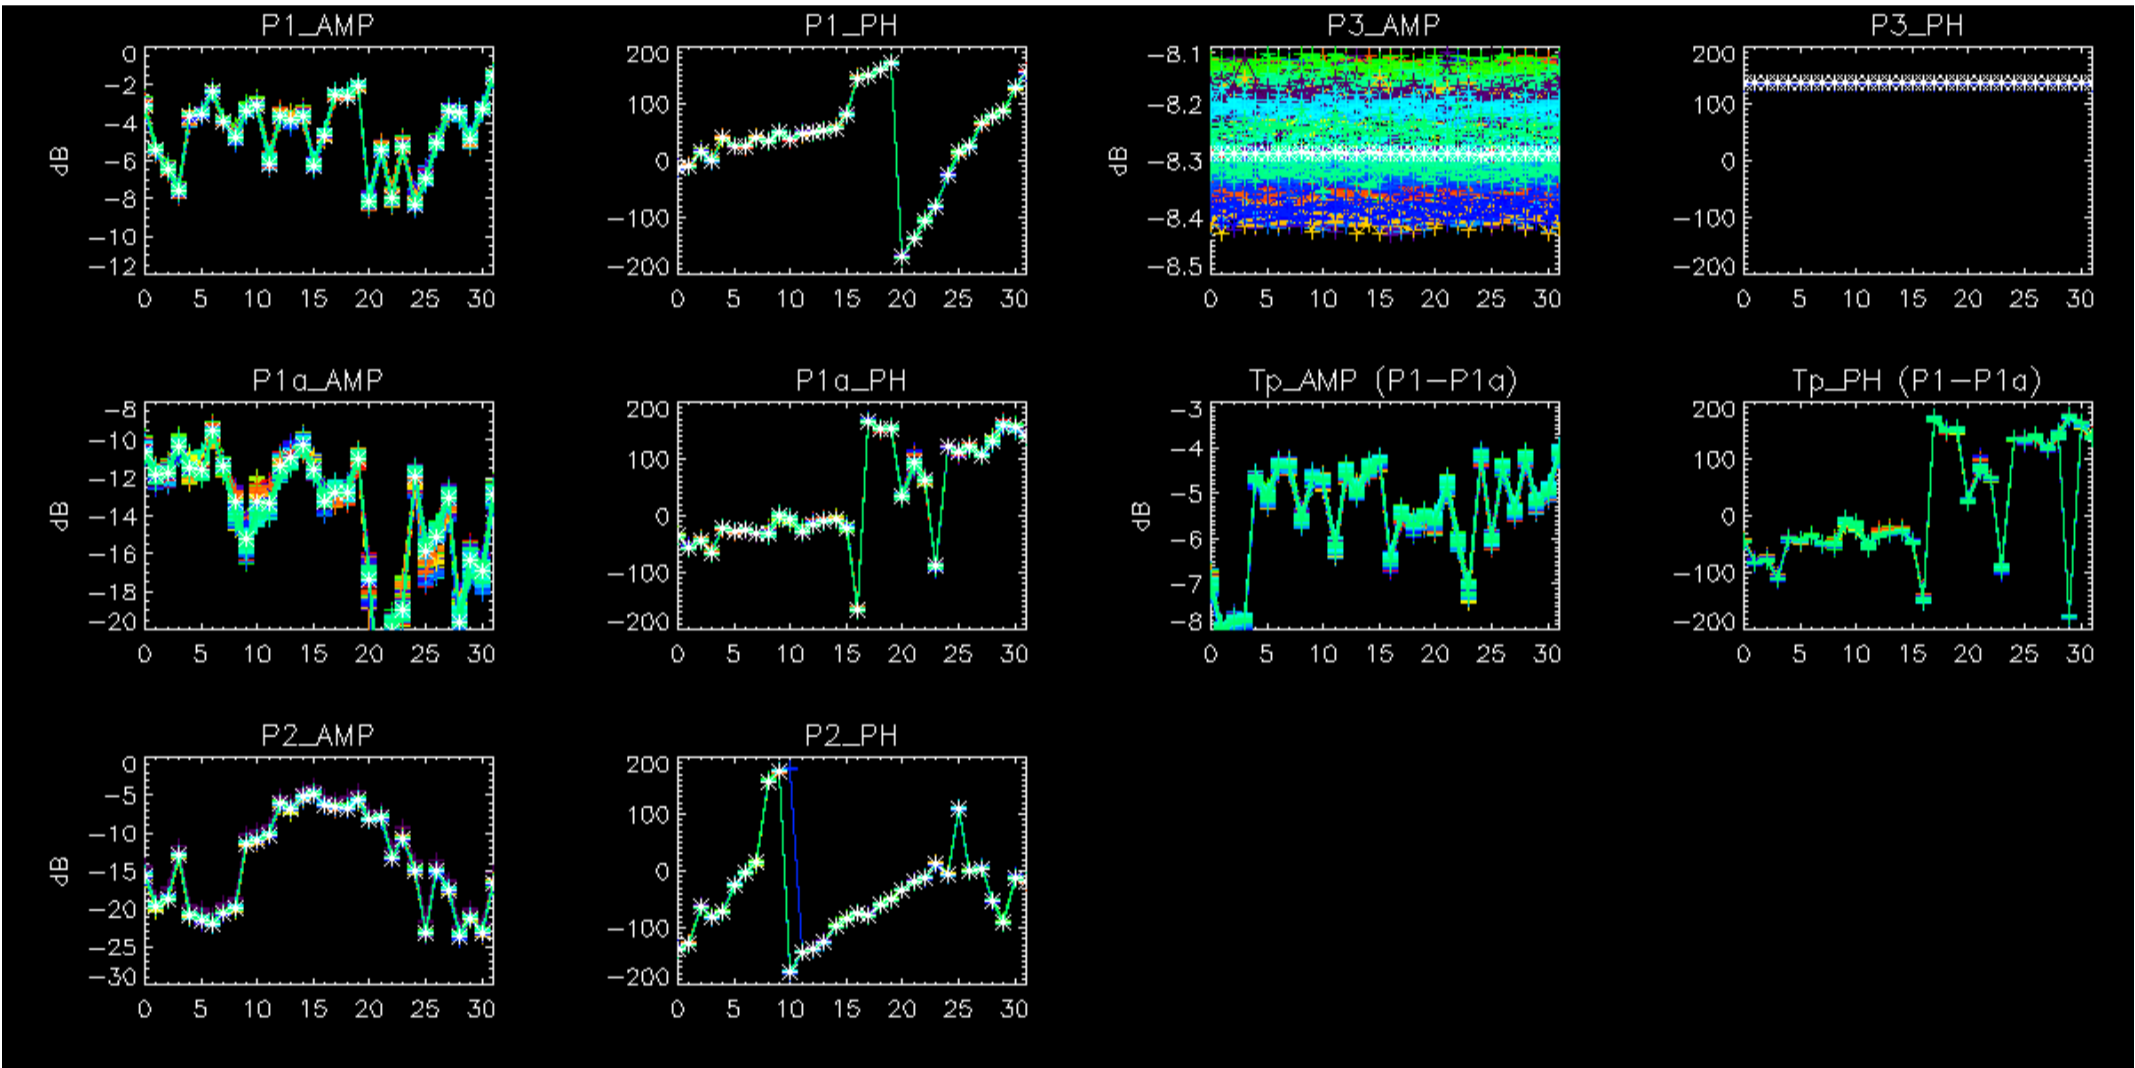 P1_AMP P1_PH P3_AMP P3_PH
0 200 -8.1 200
-2
-4 100 -8.2 100
dB -6 0 dB -8.3 0
-8
-10 -100 -8.4 -100
-12 -200 -8.5 -200
0 5 10 15 20 25 30 0 5 10 15 20 25 30 0 5 10 15 20 25 30 0 5 10 15 20 25 30
P1a_AMP P1a_PH Tp_AMP (P1-P1a) Tp_PH (P1-P1a)
-8 200 -3 200
-10 100 -4 100
-12
dB -14 0 dB -5 0
-16 -100 -6 -100
-18 -7
-20 -200 -8 -200
0 5 10 15 20 25 30 0 5 10 15 20 25 30 0 5 10 15 20 25 30 0 5 10 15 20 25 30
P2_AMP P2_PH
0 200
-5 100
-10
dB -15 0
-20 -100
-25
-30 -200
0 5 10 15 20 25 30 0 5 10 15 20 25 30